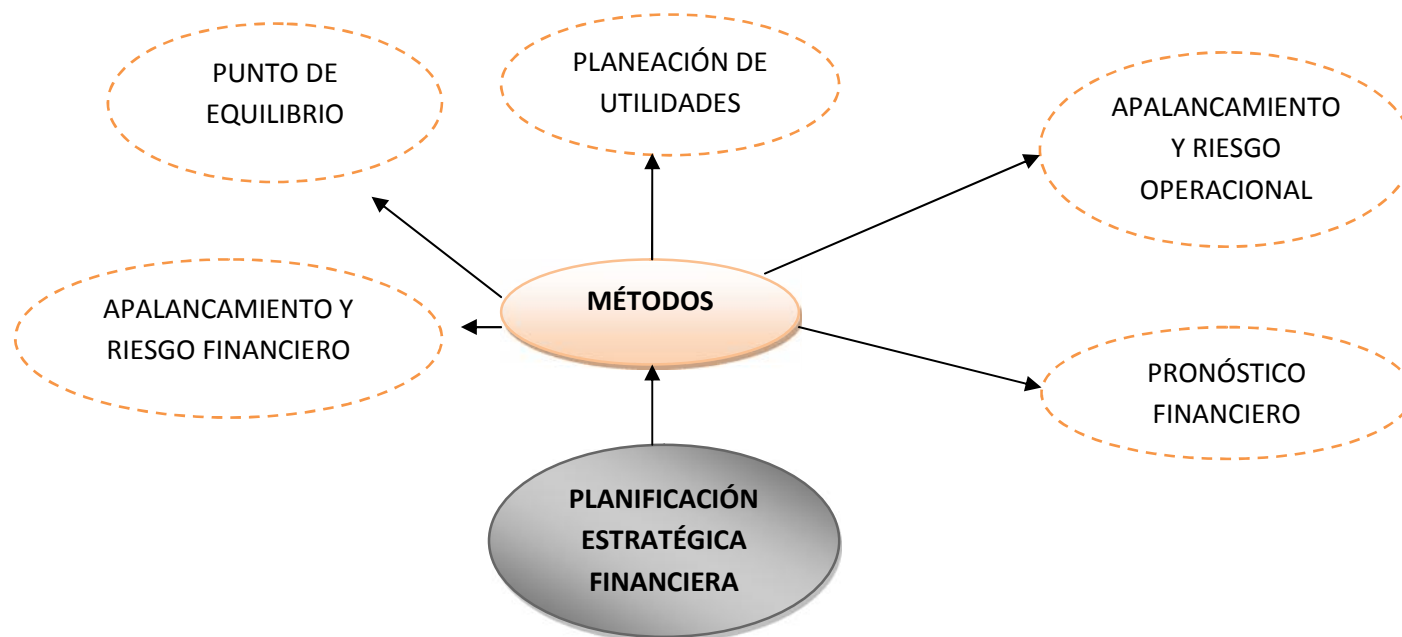 PUNTO DE
EQUILIBRIO
PLANEACIÓN DE
UTILIDADES
APALANCAMIENTO
Y RIESGO
OPERACIONAL
APALANCAMIENTO Y
RIESGO FINANCIERO
MÉTODOS
PRONÓSTICO
FINANCIERO
PLANIFICACIÓN
ESTRATÉGICA
FINANCIERA